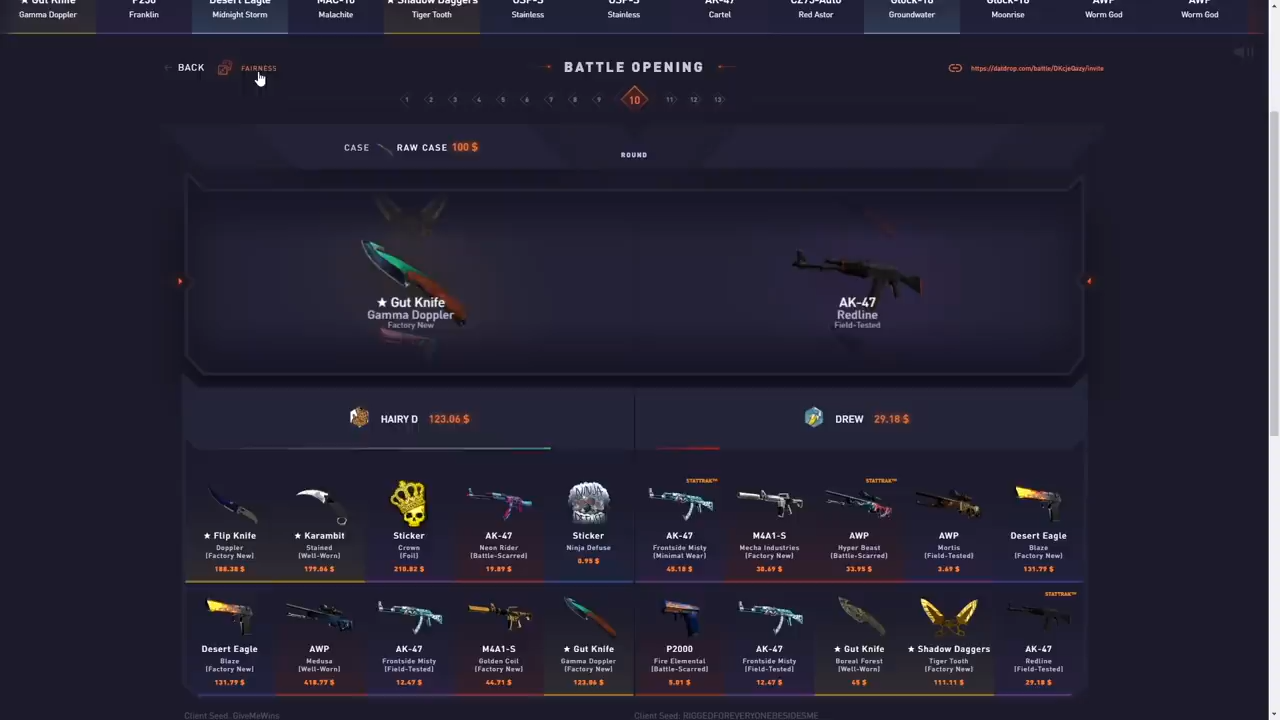 ★ Gut Knife P250 Desert Eagle MAC-10 ★ Shadow Daggers USP-S USP-S AK-47 CZ75-Auto Glock-18 Glock-18 AWP AWP
Gamma Doppler Franklin Midnight Storm Malachite Tiger Tooth Stainless Stainless Cartel Red Astor Groundwater Moonrise Worm God Worm God
← BACK FAIRNESS BATTLE OPENING https://datdrop.com/battle/DKcjeGazy/invite
1 2 3 4 5 6 7 8 9 10 11 12 13
CASE RAW CASE 100 $
ROUND
★ Gut Knife
Gamma Doppler
Factory New
AK-47
Redline
Field-Tested
HAIRY D 123.06 $
DREW 29.18 $
STATTRAK™ STATTRAK™
★ Flip Knife ★ Karambit Sticker AK-47 Sticker AK-47 M4A1-S AWP AWP Desert Eagle
Doppler Stained Crown Neon Rider Ninja Defuse Frontside Misty Mecha Industries Hyper Beast Mortis Blaze
(Factory New) (Well-Worn) (Foil) (Battle-Scarred) (Minimal Wear) (Factory New) (Battle-Scarred) (Field-Tested) (Factory New)
188.38 $ 179.06 $ 210.82 $ 19.89 $ 0.95 $ 45.18 $ 38.69 $ 33.95 $ 3.69 $ 131.79 $
STATTRAK™
Desert Eagle AWP AK-47 M4A1-S ★ Gut Knife P2000 AK-47 ★ Gut Knife ★ Shadow Daggers AK-47
Blaze Medusa Frontside Misty Golden Coil Gamma Doppler Fire Elemental Frontside Misty Boreal Forest Tiger Tooth Redline
(Factory New) (Well-Worn) (Field-Tested) (Factory New) (Factory New) (Battle-Scarred) (Field-Tested) (Well-Worn) (Factory New) (Field-Tested)
131.79 $ 418.77 $ 12.47 $ 44.71 $ 123.06 $ 5.01 $ 12.47 $ 45 $ 111.11 $ 29.18 $
Client Seed: GiveMeWins
Client Seed: RIGGEDFOREVERYONEBESIDESME